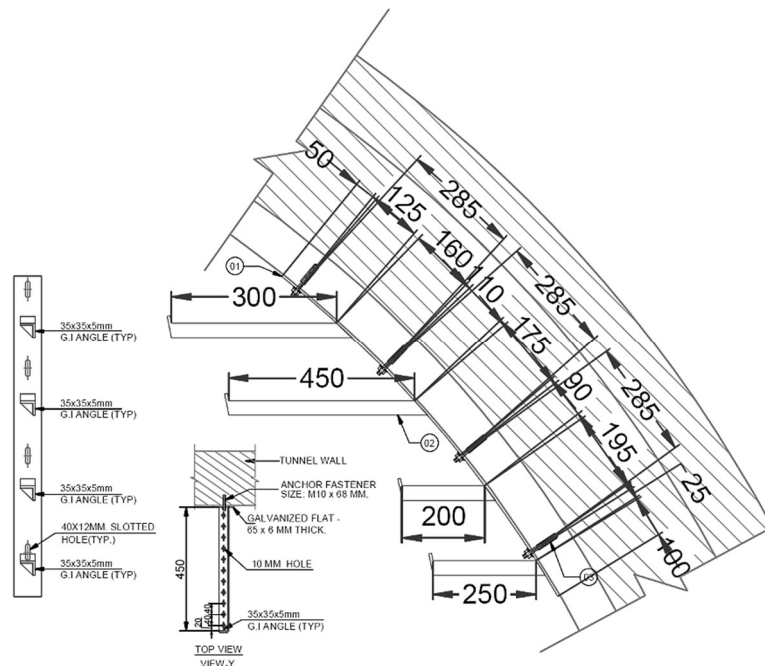 50
285
125
160
285
110
01
300
175
285
90
35x35x5mm
G.I ANGLE (TYP)
450
195
35x35x5mm
G.I ANGLE (TYP)
02
TUNNEL WALL
25
ANCHOR FASTENER
SIZE: M10 x 68 MM.
35x35x5mm
G.I ANGLE (TYP)
200
GALVANIZED FLAT -
65 x 6 MM THICK.
40X12MM. SLOTTED
HOLE(TYP.)
100
450
10 MM HOLE
35x35x5mm
G.I ANGLE (TYP)
03
250
20
40
40
35x35x5mm
G.I ANGLE (TYP)
TOP VIEW
VIEW-Y